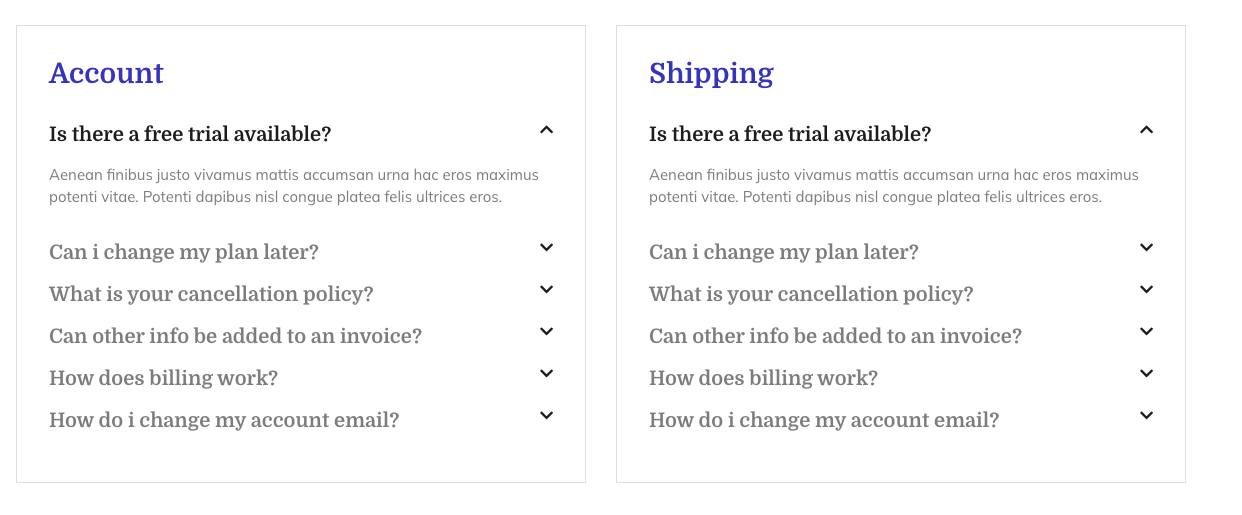 Account
Is there a free trial available?
Aenean finibus justo vivamus mattis accumsan urna hac eros maximus
potenti vitae. Potenti dapibus nisl congue platea felis ultrices eros.
Can i change my plan later?
What is your cancellation policy?
Can other info be added to an invoice?
How does billing work?
How do i change my account email?
Shipping
Is there a free trial available?
Aenean finibus justo vivamus mattis accumsan urna hac eros maximus
potenti vitae. Potenti dapibus nisl congue platea felis ultrices eros.
Can i change my plan later?
What is your cancellation policy?
Can other info be added to an invoice?
How does billing work?
How do i change my account email?